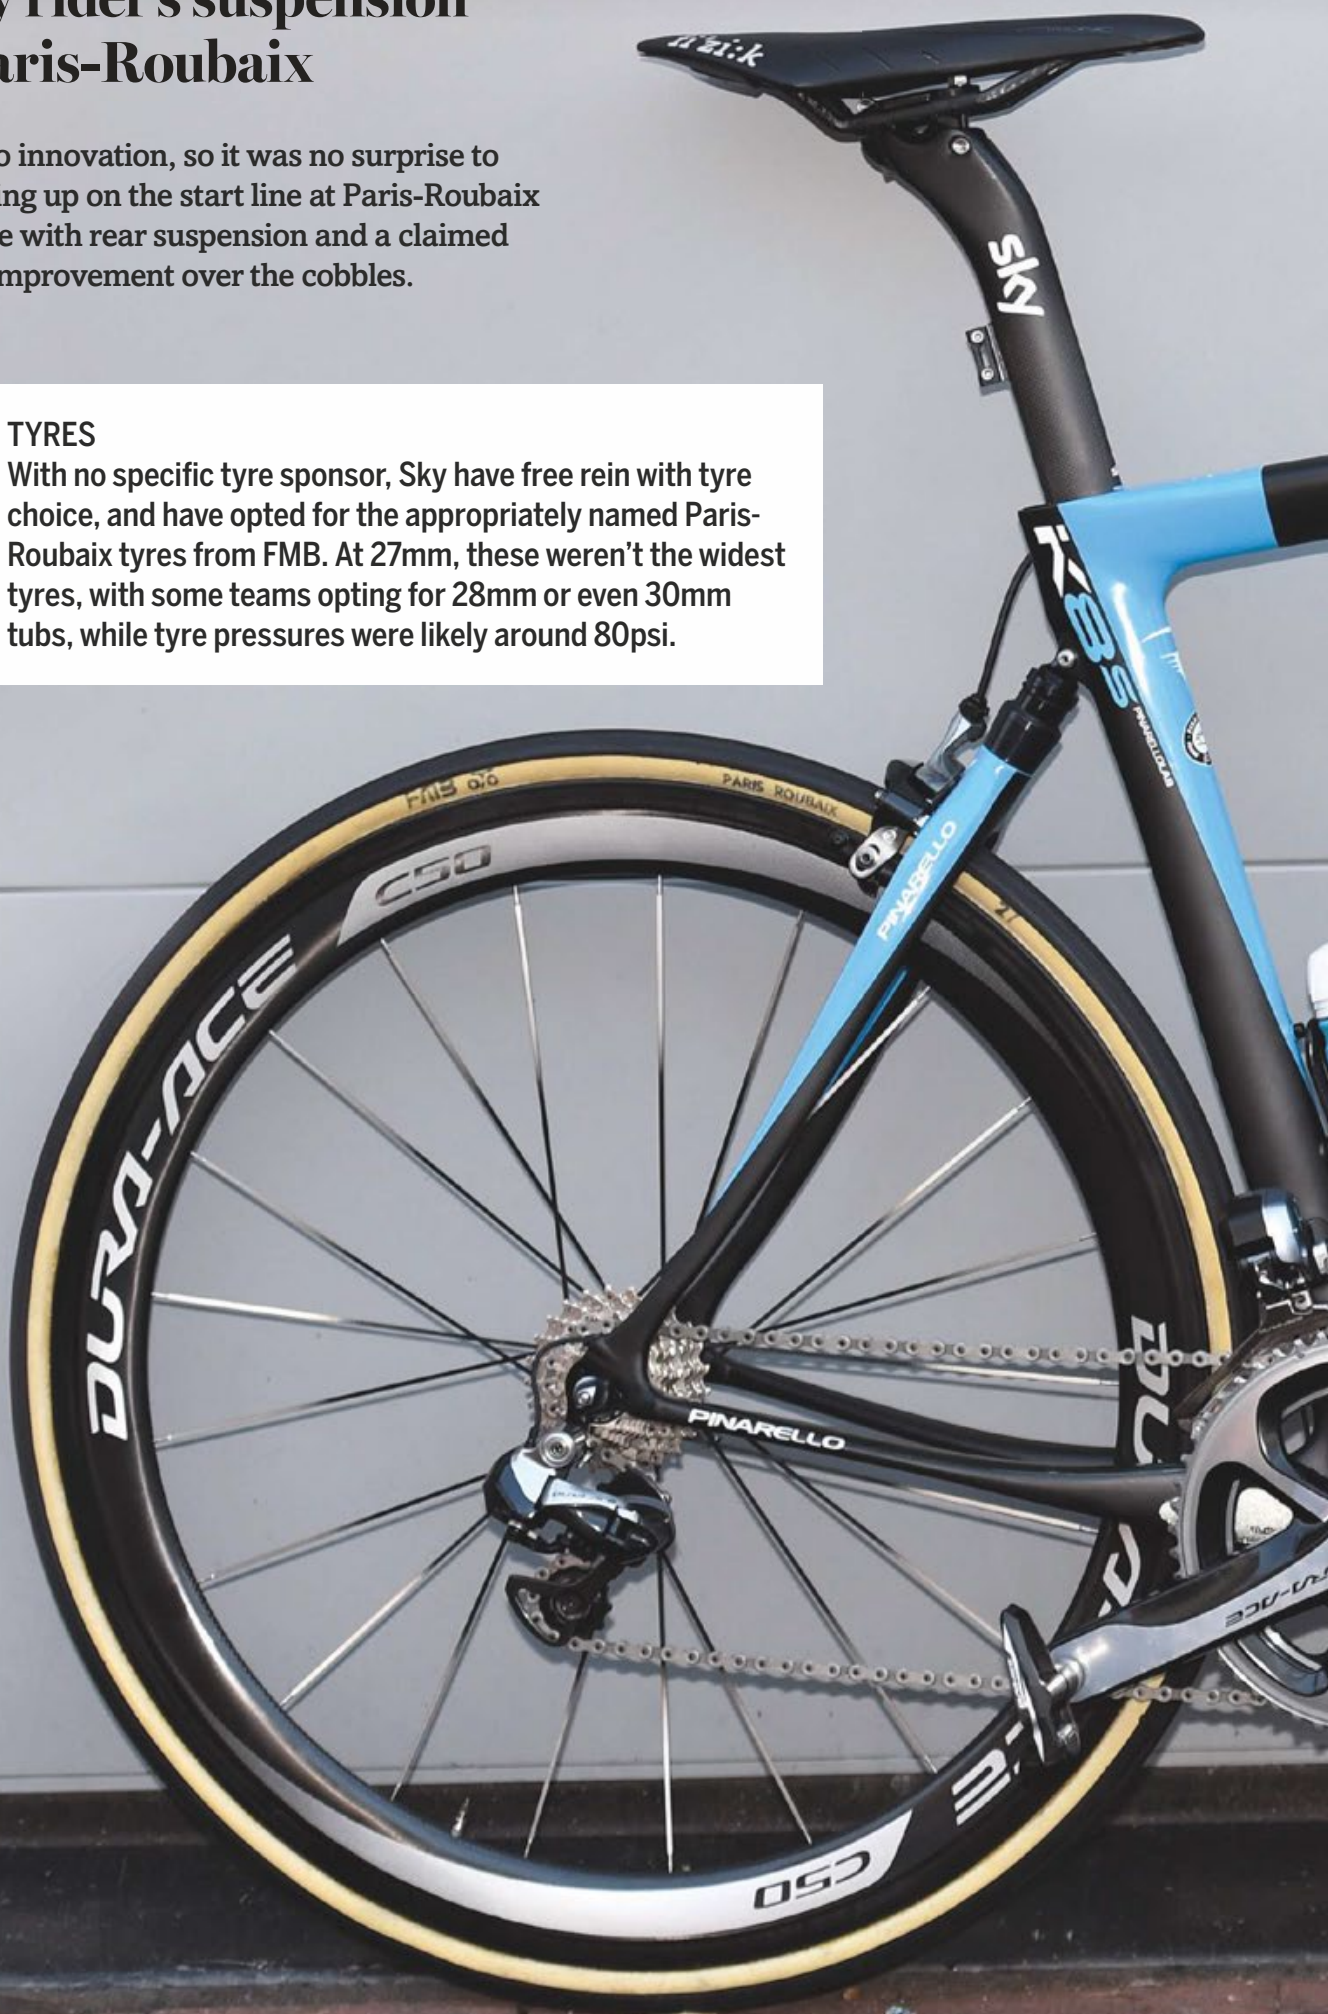 y rider's suspension
aris-Roubaix
o innovation, so it was no surprise to
ing up on the start line at Paris-Roubaix
e with rear suspension and a claimed
mprovement over the cobbles.
TYRES
With no specific tyre sponsor, Sky have free rein with tyre
choice, and have opted for the appropriately named Paris-
Roubaix tyres from FMB. At 27mm, these weren't the widest
tyres, with some teams opting for 28mm or even 30mm
tubs, while tyre pressures were likely around 80psi.
fi'zi:k
sky
K8S
PINARELLOLAB
FMB
PARIS ROUBAIX
27
C50
PINARELLO
DURA-ACE
PINARELLO
DU
C50